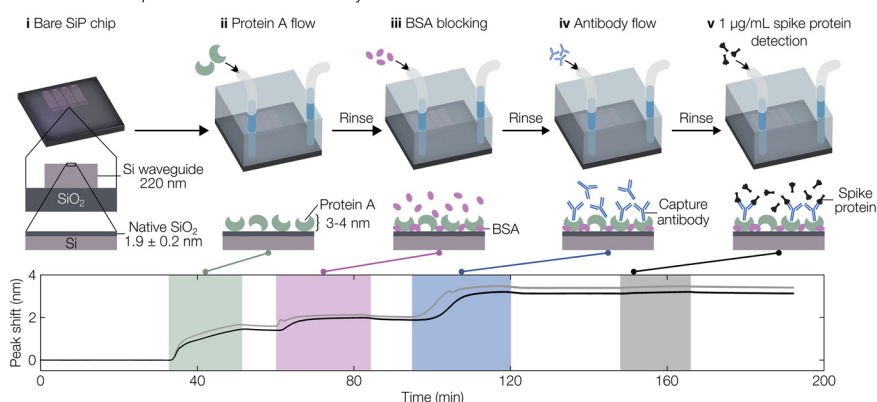 i Bare SiP chip
ii Protein A flow
iii BSA blocking
iv Antibody flow
v 1 µg/mL spike protein
detection
Rinse
Rinse
Rinse
Si waveguide
220 nm
SiO2
Native SiO2
1.9 ± 0.2 nm
Si
Protein A
3-4 nm
BSA
Capture
antibody
Spike
protein
Peak shift (nm)
4
2
0
0
40
80
120
160
200
Time (min)